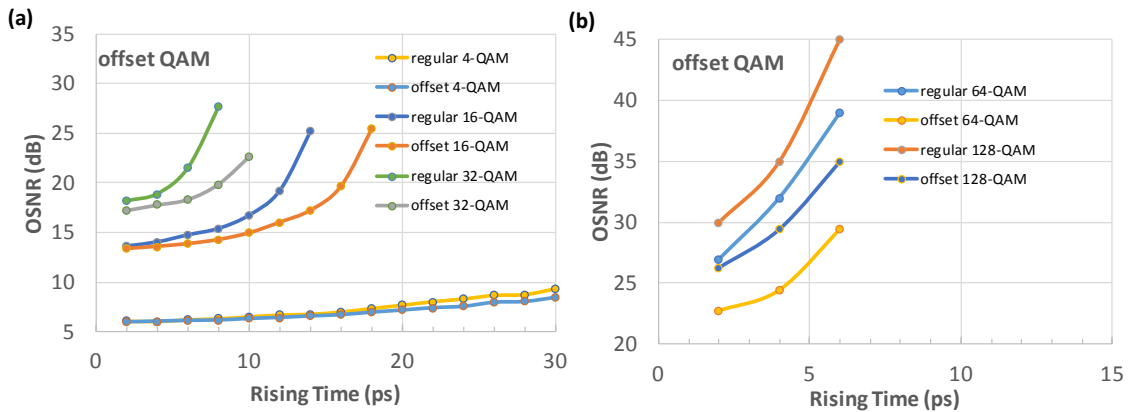 (a)
35
30
25
20
15
10
5
0
10
20
30
OSNR (dB)
Rising Time (ps)
offset QAM
regular 4-QAM
offset 4-QAM
regular 16-QAM
offset 16-QAM
regular 32-QAM
offset 32-QAM
(b)
45
40
35
30
25
20
0
5
10
15
OSNR (dB)
Rising Time (ps)
offset QAM
regular 64-QAM
offset 64-QAM
regular 128-QAM
offset 128-QAM